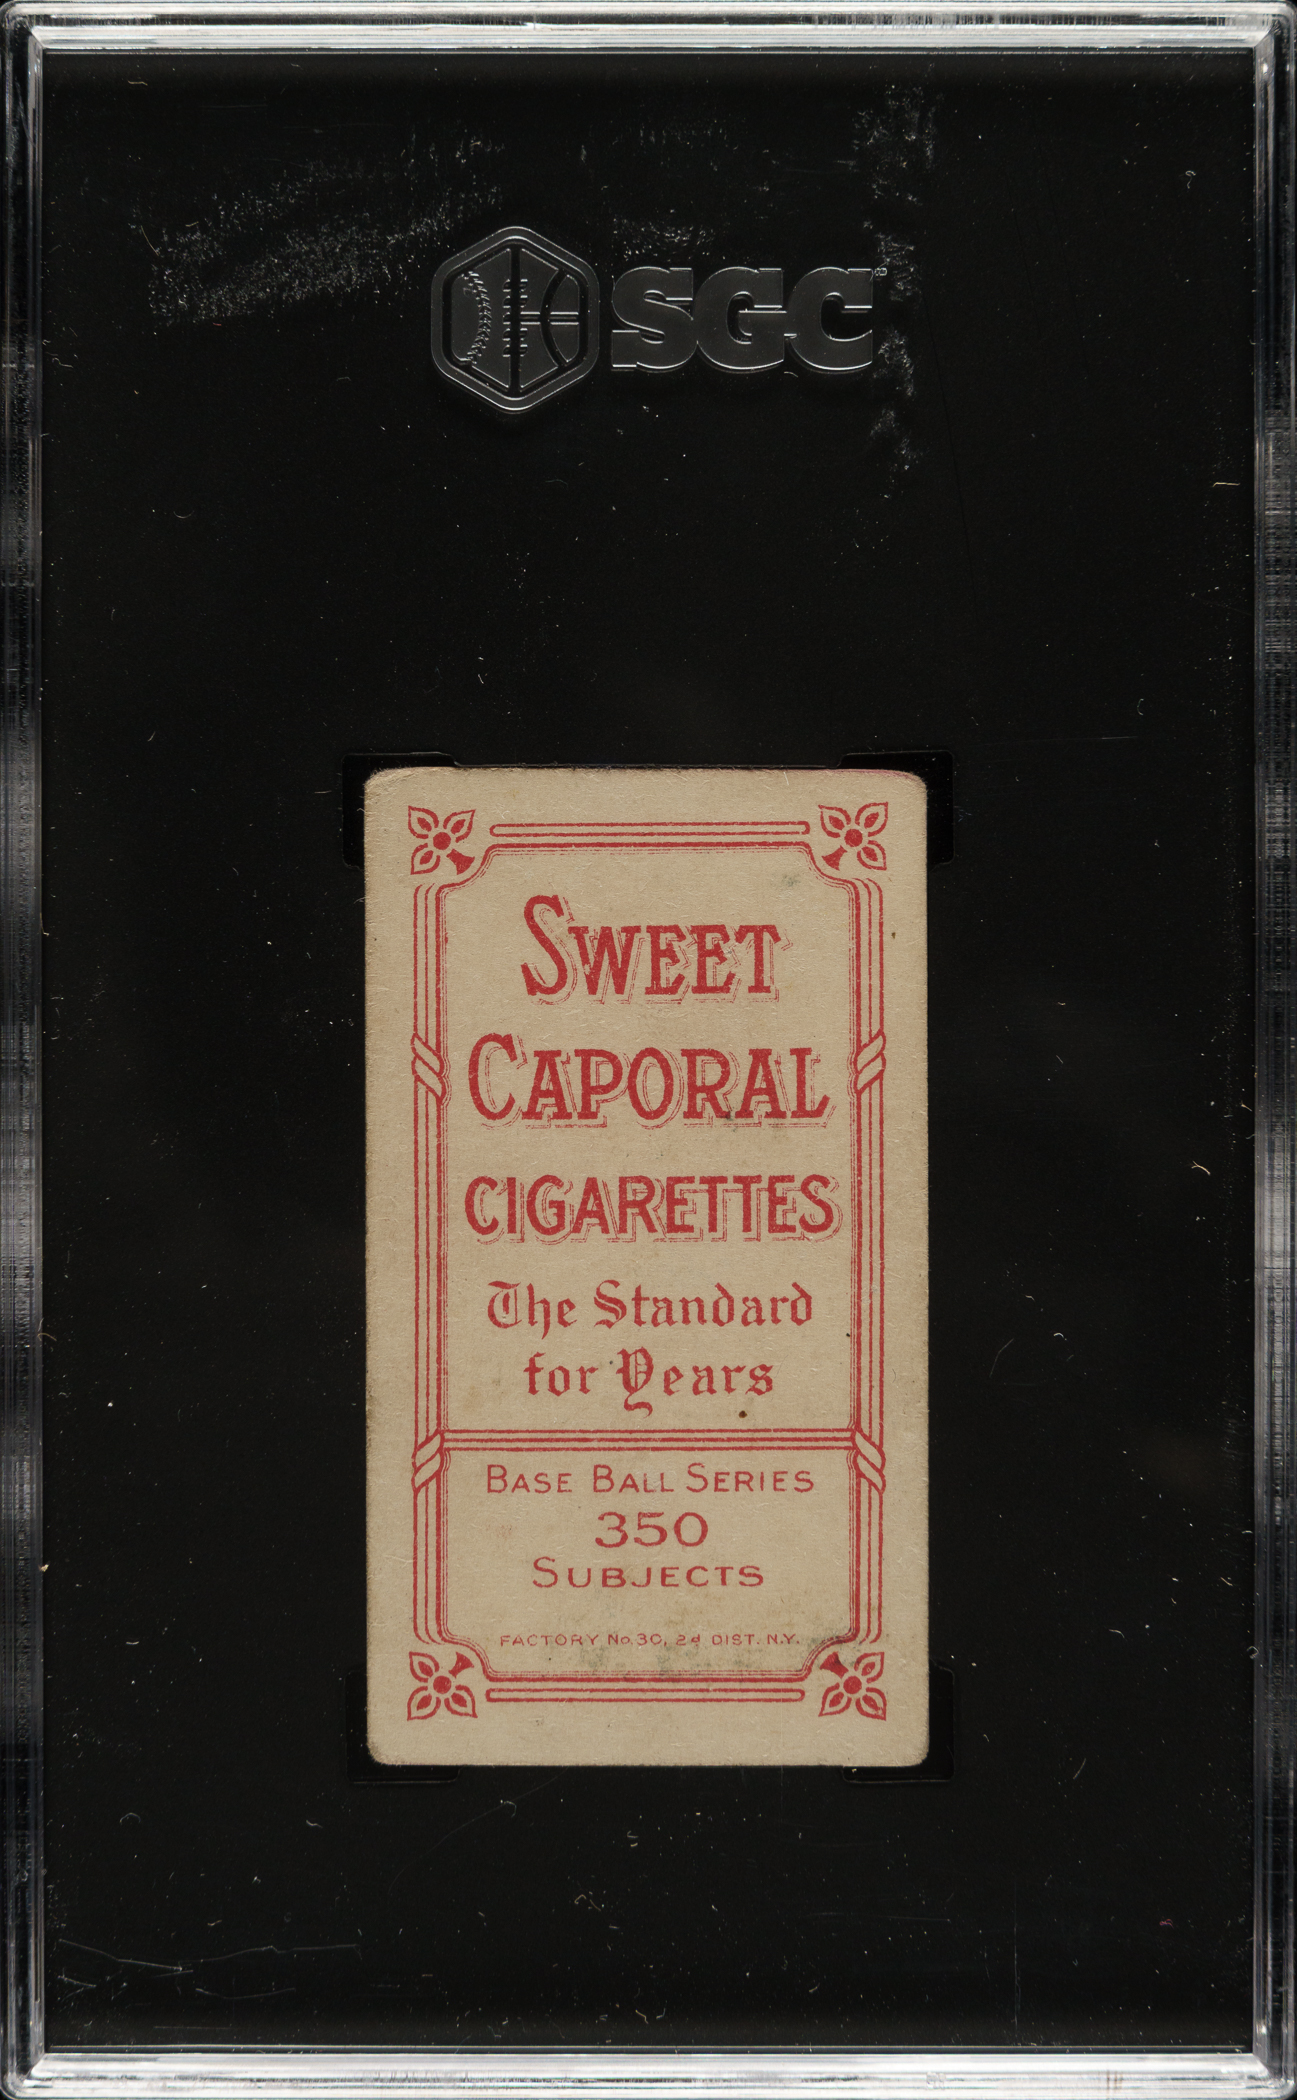 SGC®
SWEET
CAPORAL
CIGARETTES
The Standard
for Years
BASE BALL SERIES
350
SUBJECTS
FACTORY No. 30, 2d DIST. N.Y.